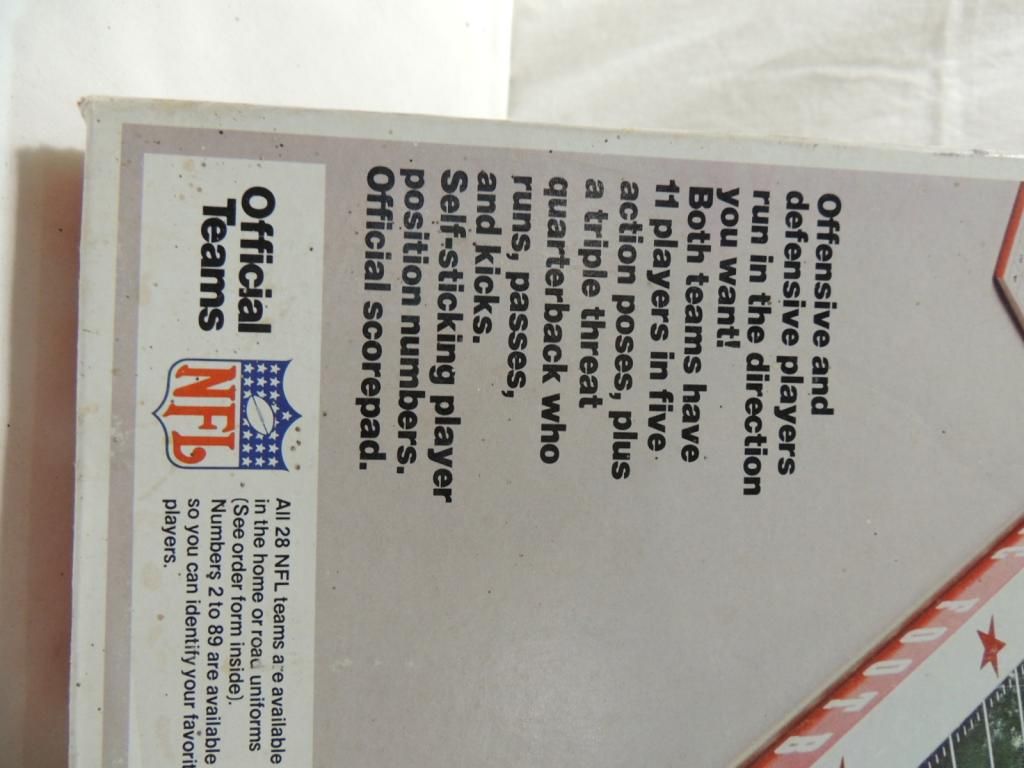 Offensive and
defensive players
run in the direction
you want!
Both teams have
11 players in five
action poses, plus
a triple threat
quarterback who
runs, passes,
and kicks.
Self-sticking player
position numbers.
Official scorepad.
Official
Teams
NFL
All 28 NFL teams are available
in the home or road uniforms
(See order form inside).
Numbers 2 to 89 are available
so you can identify your favorit
players.
C FOOTB